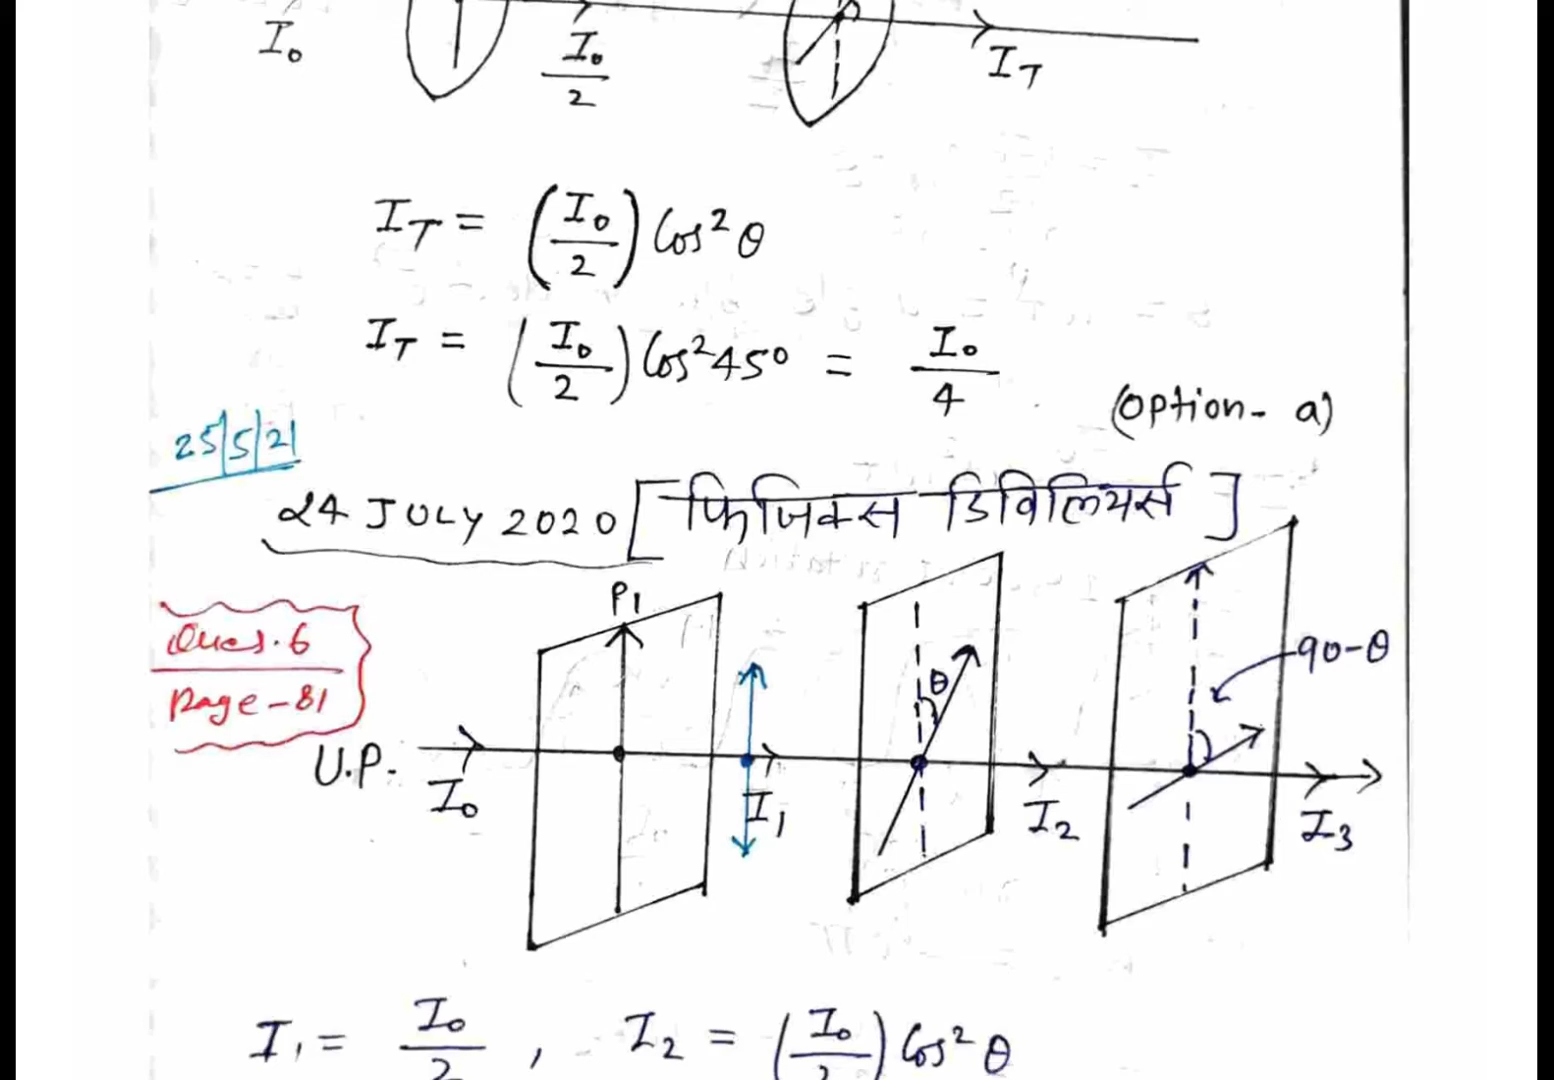 I₀
I₀/2
I_T
I_T = (I₀/2) Cos²θ
I_T = (I₀/2) Cos²45° = I₀/4
(option- a)
25/5/21
24 JULY 2020 [फिजिक्स डिविलियर्स]
P₁
Ques.6
Page-81
θ
90-θ
U.P.
I₀
I₁
I₂
I₃
I₁ = I₀/2 , I₂ = (I₀/2) Cos²θ